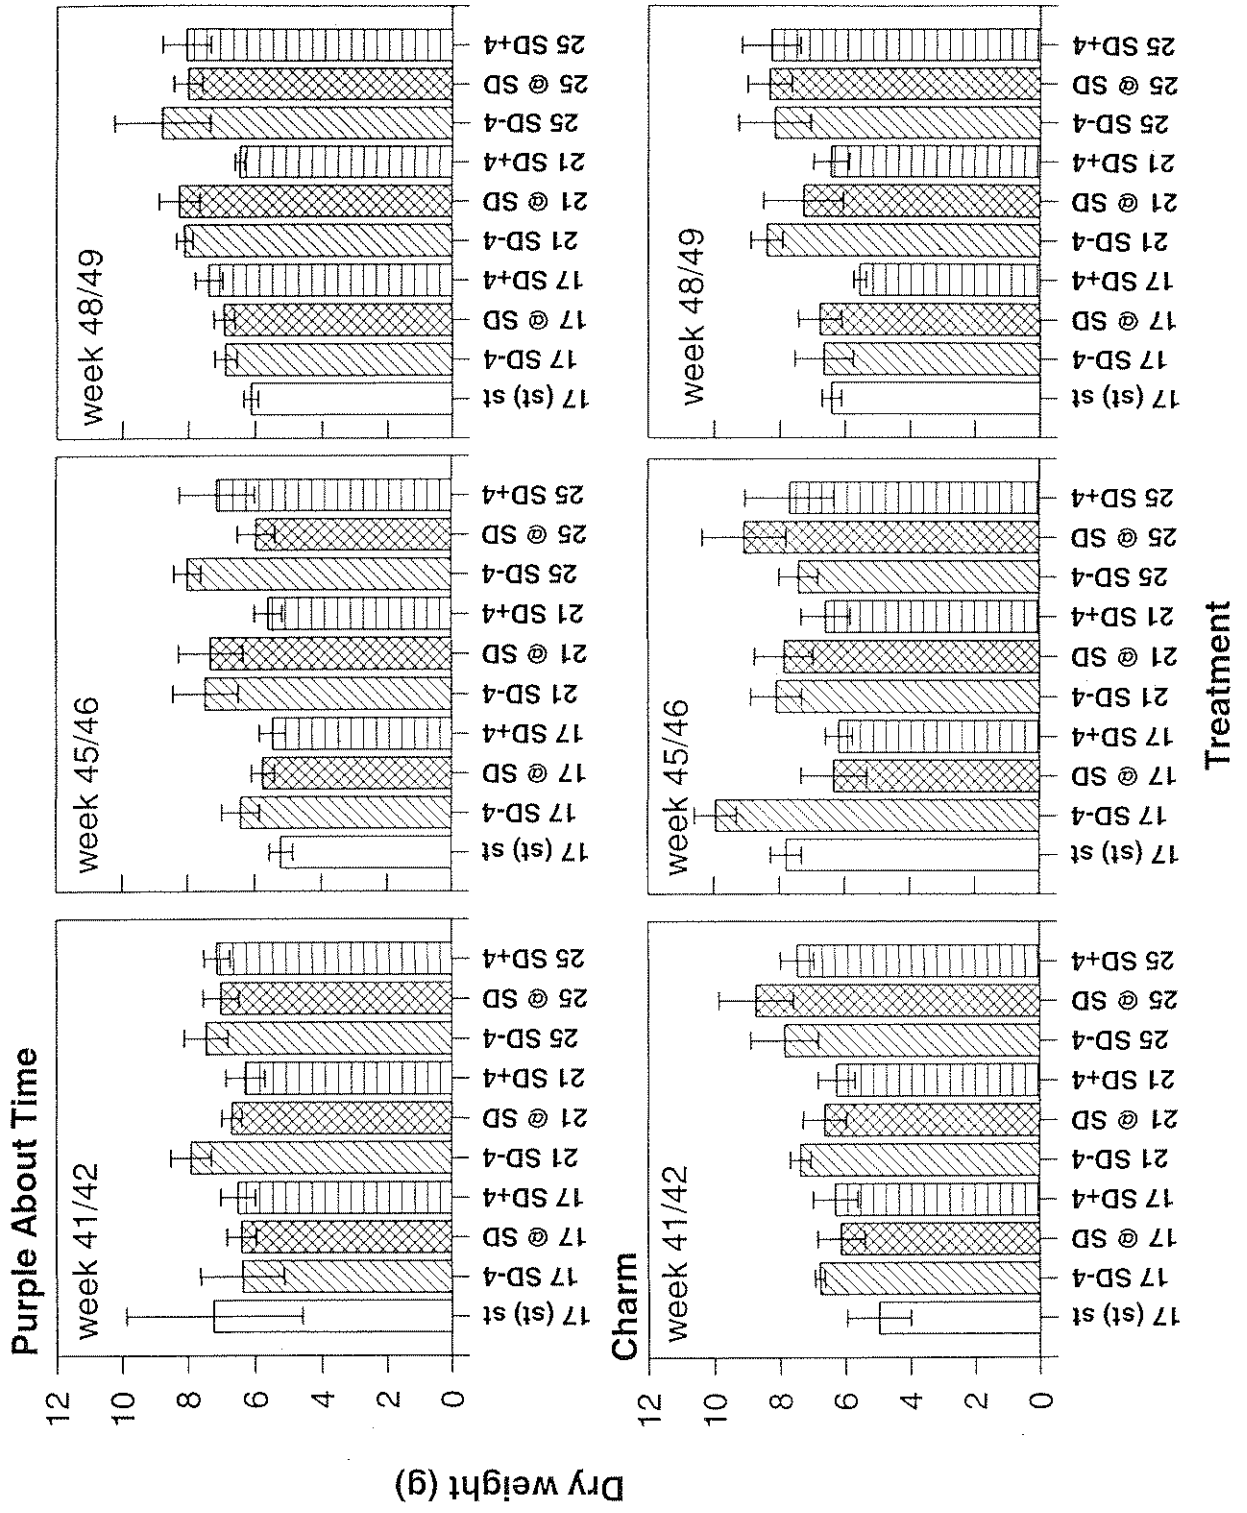 Purple About Time
week 41/42
week 45/46
week 48/49
12
10
8
6
4
2
0
17 (st) st
17 SD-4
17 @ SD
17 SD+4
21 SD-4
21 @ SD
21 SD+4
25 SD-4
25 @ SD
25 SD+4
17 (st) st
17 SD-4
17 @ SD
17 SD+4
21 SD-4
21 @ SD
21 SD+4
25 SD-4
25 @ SD
25 SD+4
17 (st) st
17 SD-4
17 @ SD
17 SD+4
21 SD-4
21 @ SD
21 SD+4
25 SD-4
25 @ SD
25 SD+4
Dry weight (g)
Charm
week 41/42
week 45/46
week 48/49
12
10
8
6
4
2
0
17 (st) st
17 SD-4
17 @ SD
17 SD+4
21 SD-4
21 @ SD
21 SD+4
25 SD-4
25 @ SD
25 SD+4
17 (st) st
17 SD-4
17 @ SD
17 SD+4
21 SD-4
21 @ SD
21 SD+4
25 SD-4
25 @ SD
25 SD+4
17 (st) st
17 SD-4
17 @ SD
17 SD+4
21 SD-4
21 @ SD
21 SD+4
25 SD-4
25 @ SD
25 SD+4
Treatment